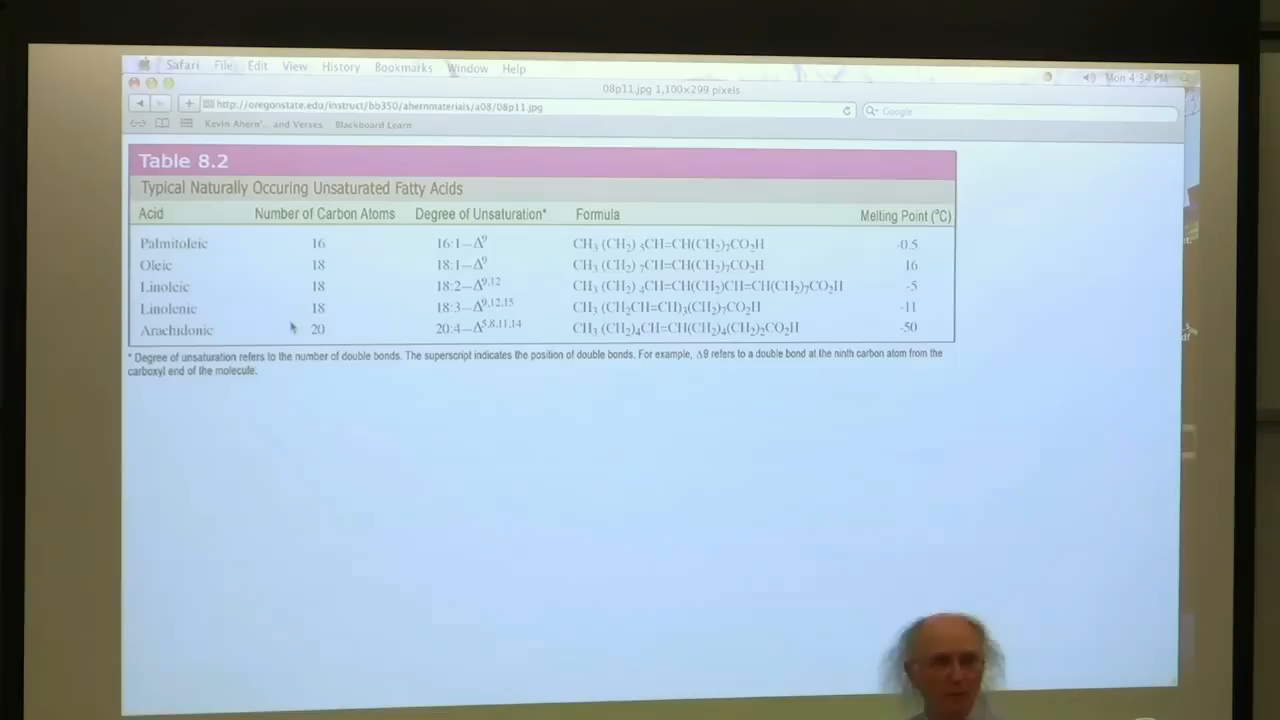 Safari File Edit View History Bookmarks Window Help Mon 4:34 PM
08p11.jpg 1,100×299 pixels
http://oregonstate.edu/instruct/bb350/ahernmaterials/a08/08p11.jpg Google
Kevin Ahern'... and Verses Blackboard Learn
Table 8.2
Typical Naturally Occuring Unsaturated Fatty Acids
Acid Number of Carbon Atoms Degree of Unsaturation* Formula Melting Point (°C)
Palmitoleic 16 16:1–Δ⁹ CH₃ (CH₂) ₅CH=CH(CH₂)₇CO₂H -0.5
Oleic 18 18:1–Δ⁹ CH₃ (CH₂) ₇CH=CH(CH₂)₇CO₂H 16
Linoleic 18 18:2–Δ⁹,¹² CH₃ (CH₂) ₄CH=CH(CH₂)CH=CH(CH₂)₇CO₂H -5
Linolenic 18 18:3–Δ⁹,¹²,¹⁵ CH₃ (CH₂CH=CH)₃(CH₂)₇CO₂H -11
Arachidonic 20 20:4–Δ⁵,⁸,¹¹,¹⁴ CH₃ (CH₂)₄CH=CH(CH₂)₄(CH₂)₂CO₂H -50
* Degree of unsaturation refers to the number of double bonds. The superscript indicates the position of double bonds. For example, Δ9 refers to a double bond at the ninth carbon atom from the
carboxyl end of the molecule.